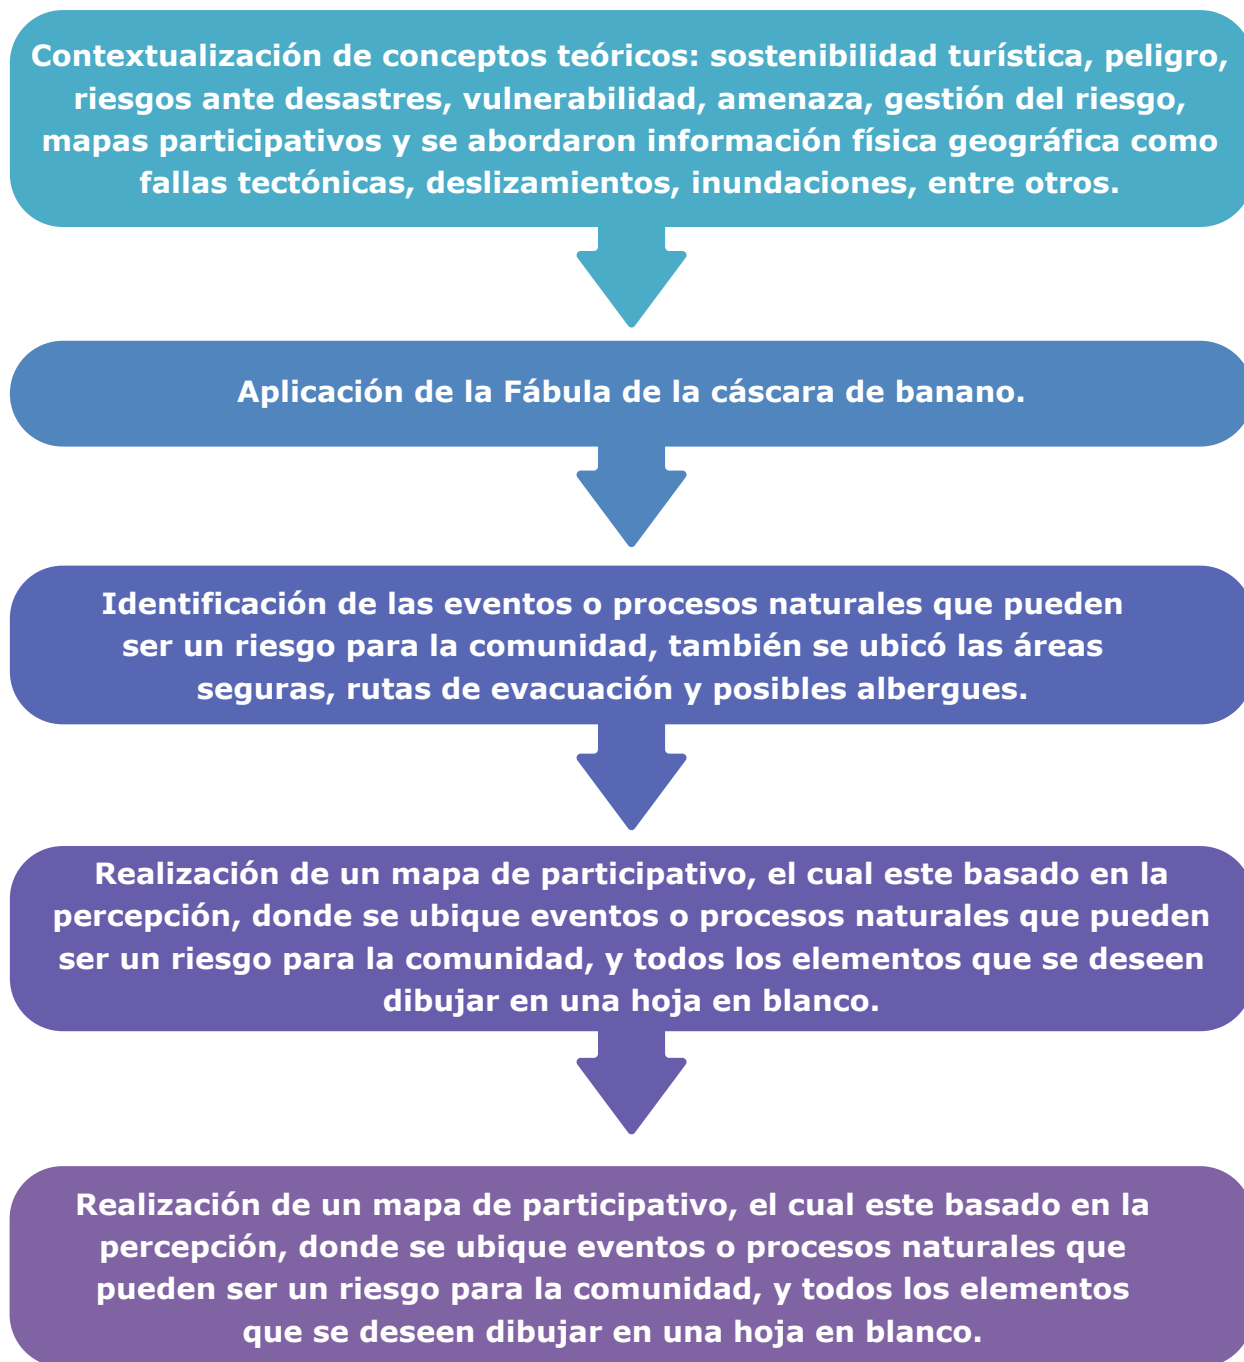 Contextualización de conceptos teóricos: sostenibilidad turística, peligro,
riesgos ante desastres, vulnerabilidad, amenaza, gestión del riesgo,
mapas participativos y se abordaron información física geográfica como
fallas tectónicas, deslizamientos, inundaciones, entre otros.
Aplicación de la Fábula de la cáscara de banano.
Identificación de las eventos o procesos naturales que pueden
ser un riesgo para la comunidad, también se ubicó las áreas
seguras, rutas de evacuación y posibles albergues.
Realización de un mapa de participativo, el cual este basado en la
percepción, donde se ubique eventos o procesos naturales que pueden
ser un riesgo para la comunidad, y todos los elementos que se deseen
dibujar en una hoja en blanco.
Realización de un mapa de participativo, el cual este basado en la
percepción, donde se ubique eventos o procesos naturales que
pueden ser un riesgo para la comunidad, y todos los elementos
que se deseen dibujar en una hoja en blanco.